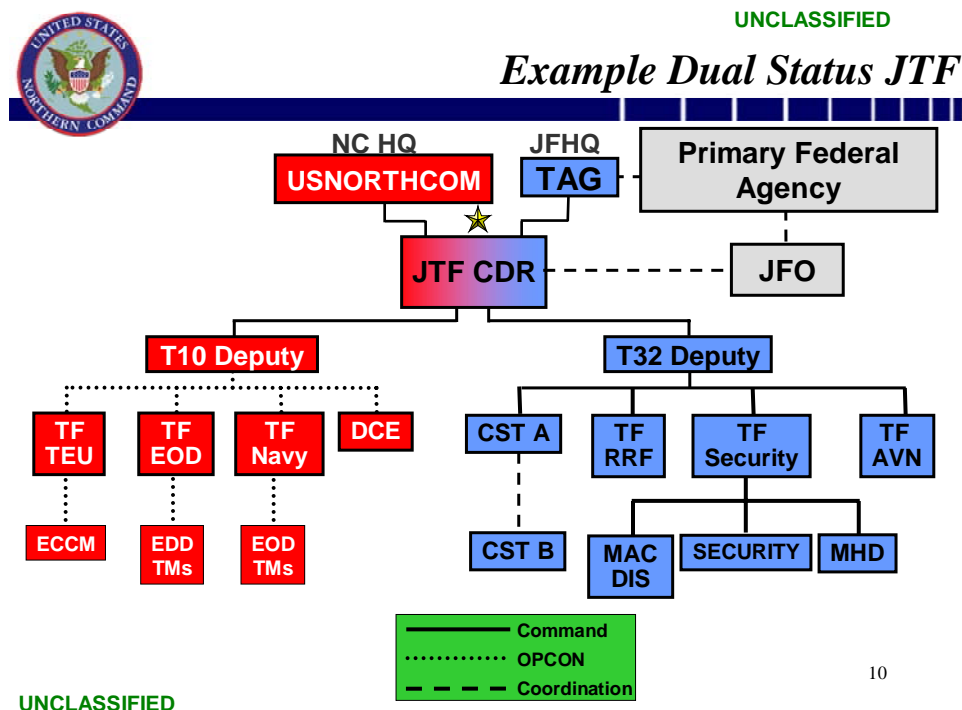 UNCLASSIFIED
UNITED STATES
NORTHERN COMMAND
Example Dual Status JTF
NC HQ
JFHQ
USNORTHCOM
TAG
Primary Federal
Agency
JTF CDR
JFO
T10 Deputy
T32 Deputy
TF
TEU
TF
EOD
TF
Navy
DCE
CST A
TF
RRF
TF
Security
TF
AVN
ECCM
EDD
TMs
EOD
TMs
CST B
MAC
DIS
SECURITY
MHD
Command
OPCON
Coordination
10
UNCLASSIFIED